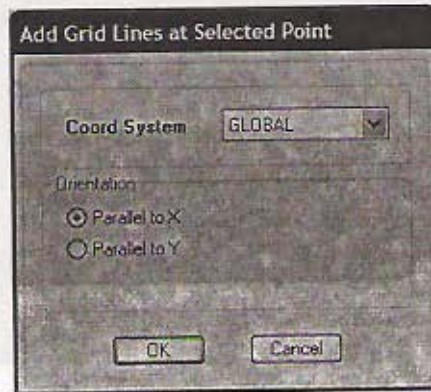 Add Grid Lines at Selected Point
Coord System GLOBAL
Orientation
Parallel to X
Parallel to Y
OK Cancel